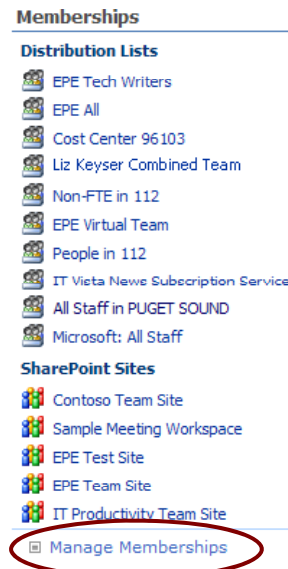 Memberships
Distribution Lists
EPE Tech Writers
EPE All
Cost Center 96103
Liz Keyser Combined Team
Non-FTE in 112
EPE Virtual Team
People in 112
IT Vista News Subscription Service
All Staff in PUGET SOUND
Microsoft: All Staff
SharePoint Sites
Contoso Team Site
Sample Meeting Workspace
EPE Test Site
EPE Team Site
IT Productivity Team Site
Manage Memberships